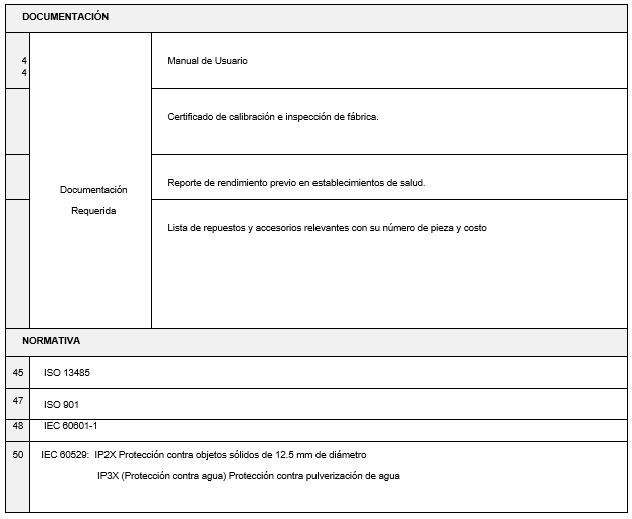 DOCUMENTACIÓN
4
4
Manual de Usuario
Certificado de calibración e inspección de fábrica.
Documentación
Requerida
Reporte de rendimiento previo en establecimientos de salud.
Lista de repuestos y accesorios relevantes con su número de pieza y costo
NORMATIVA
45 ISO 13485
47 ISO 901
48 IEC 60601-1
50 IEC 60529: IP2X Protección contra objetos sólidos de 12.5 mm de diámetro
IP3X (Protección contra agua) Protección contra pulverización de agua